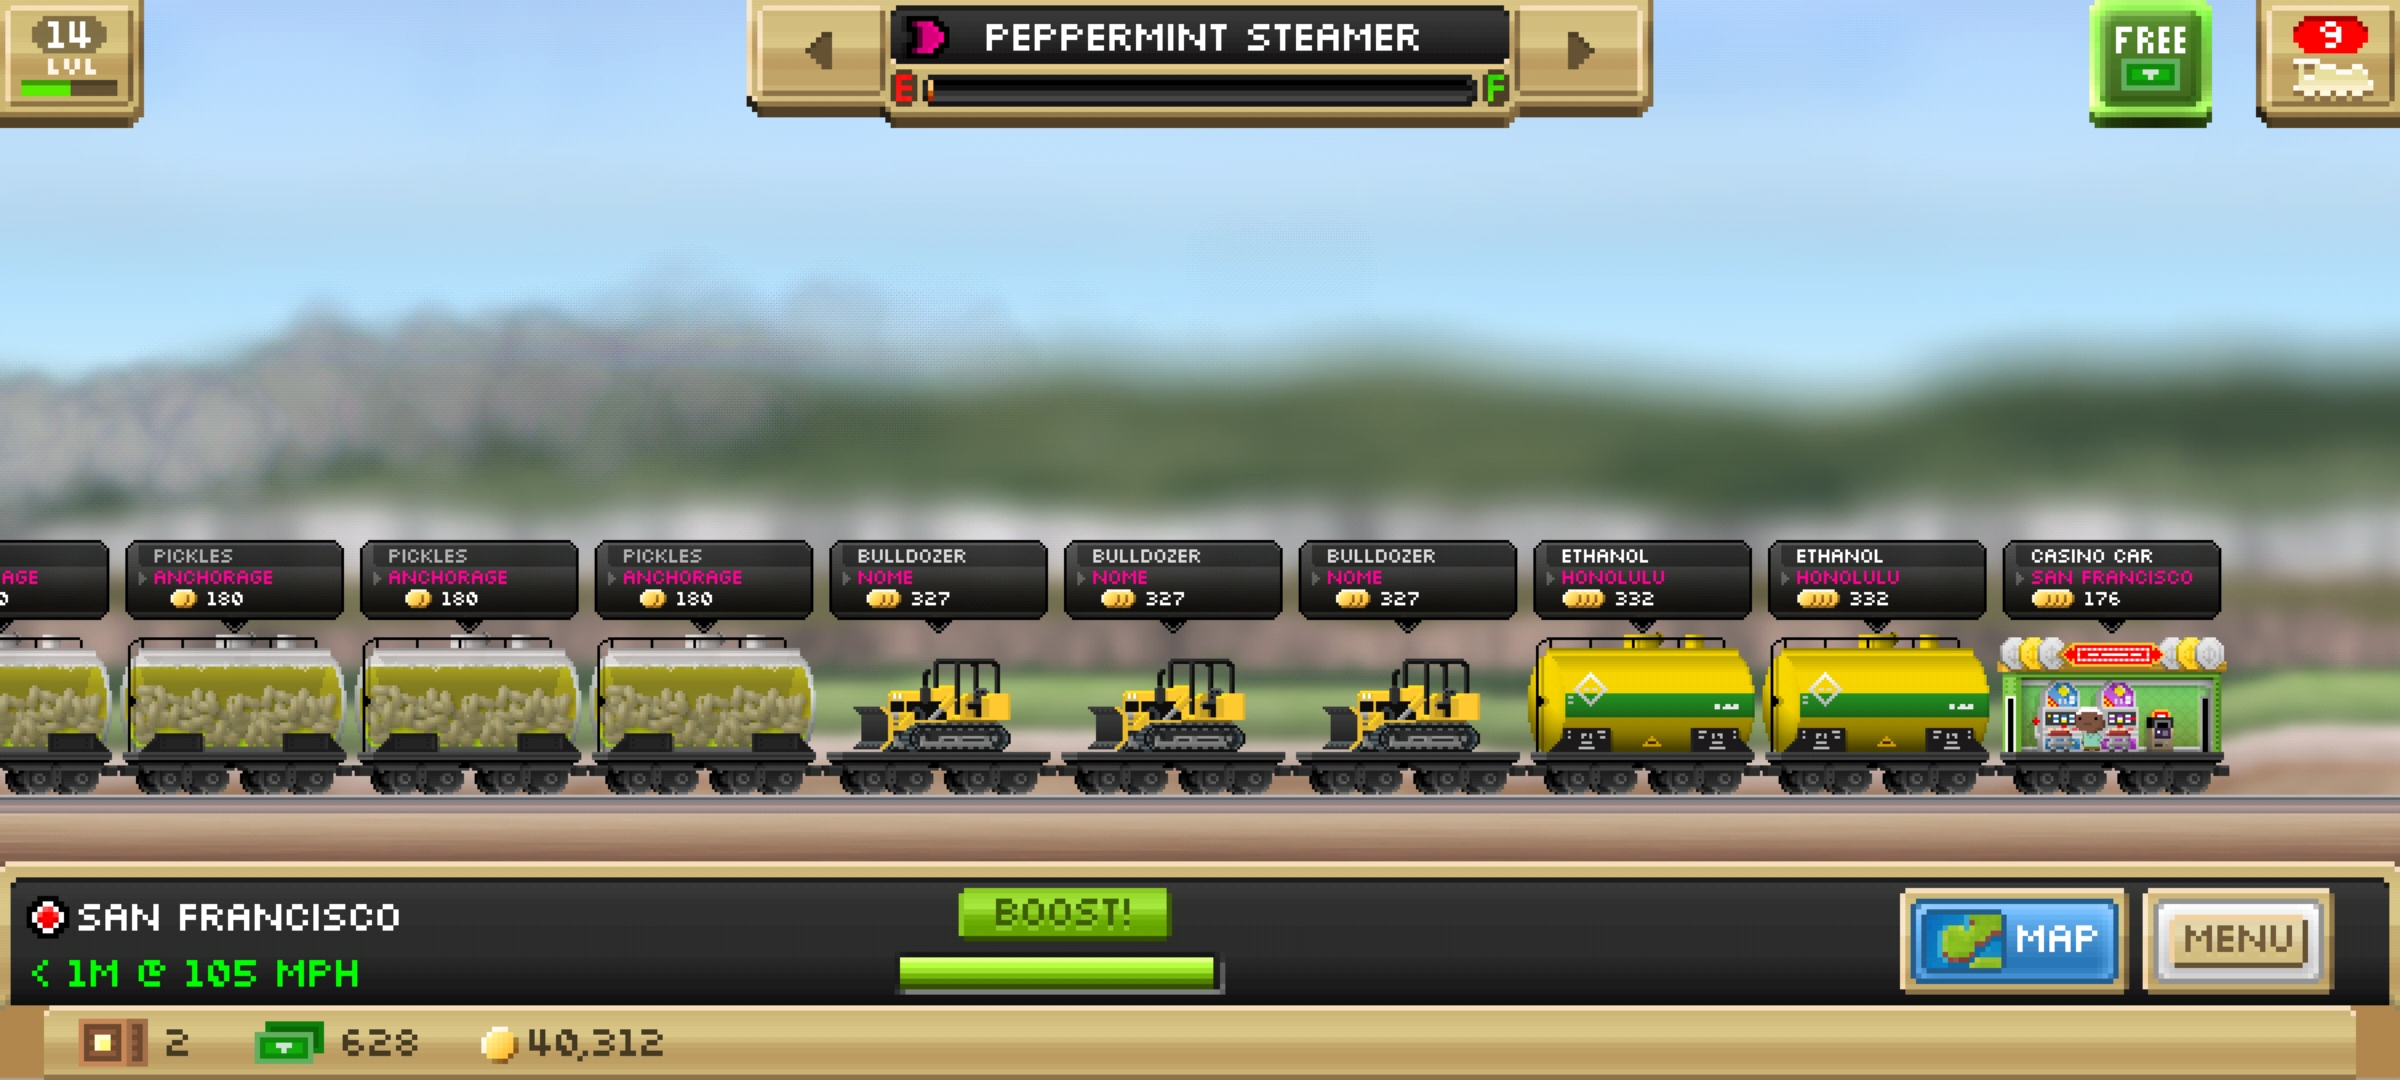 14
LVL
PEPPERMINT STEAMER
E F
FREE
9
AGE
0
PICKLES
ANCHORAGE
180
PICKLES
ANCHORAGE
180
PICKLES
ANCHORAGE
180
BULLDOZER
NOME
327
BULLDOZER
NOME
327
BULLDOZER
NOME
327
ETHANOL
HONOLULU
332
ETHANOL
HONOLULU
332
CASINO CAR
SAN FRANCISCO
176
SAN FRANCISCO
< 1M @ 105 MPH
BOOST!
MAP
MENU
2
628
40,312